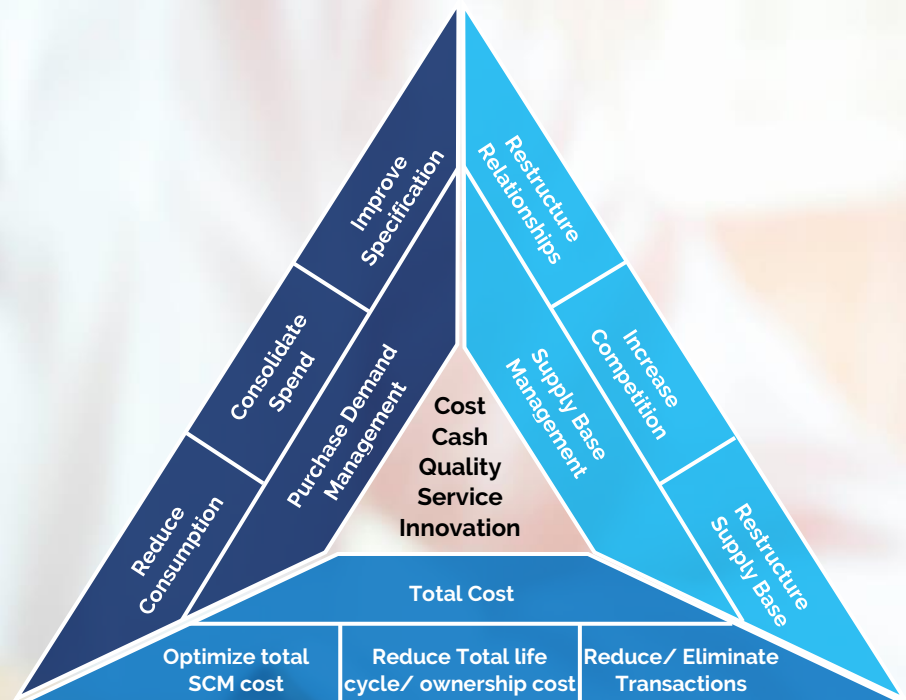 Improve
Specification
Consolidate
Spend
Reduce
Consumption
Purchase Demand
Management
Restructure
Relationships
Increase
Competition
Restructure
Supply Base
Supply Base
Management
Cost
Cash
Quality
Service
Innovation
Total Cost
Optimize total
SCM cost
Reduce Total life
cycle/ ownership cost
Reduce/ Eliminate
Transactions